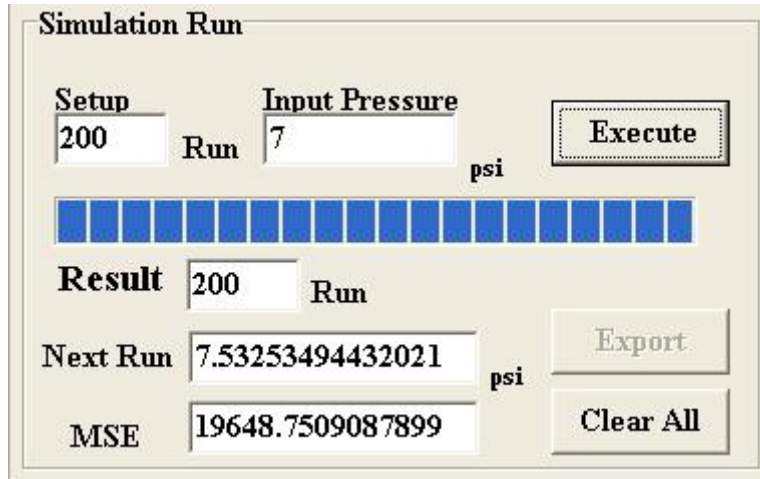 Simulation Run
Setup Input Pressure
200 Run 7 psi Execute
Result 200 Run
Export
Next Run 7.53253494432021 psi
MSE 19648.7509087899 Clear All